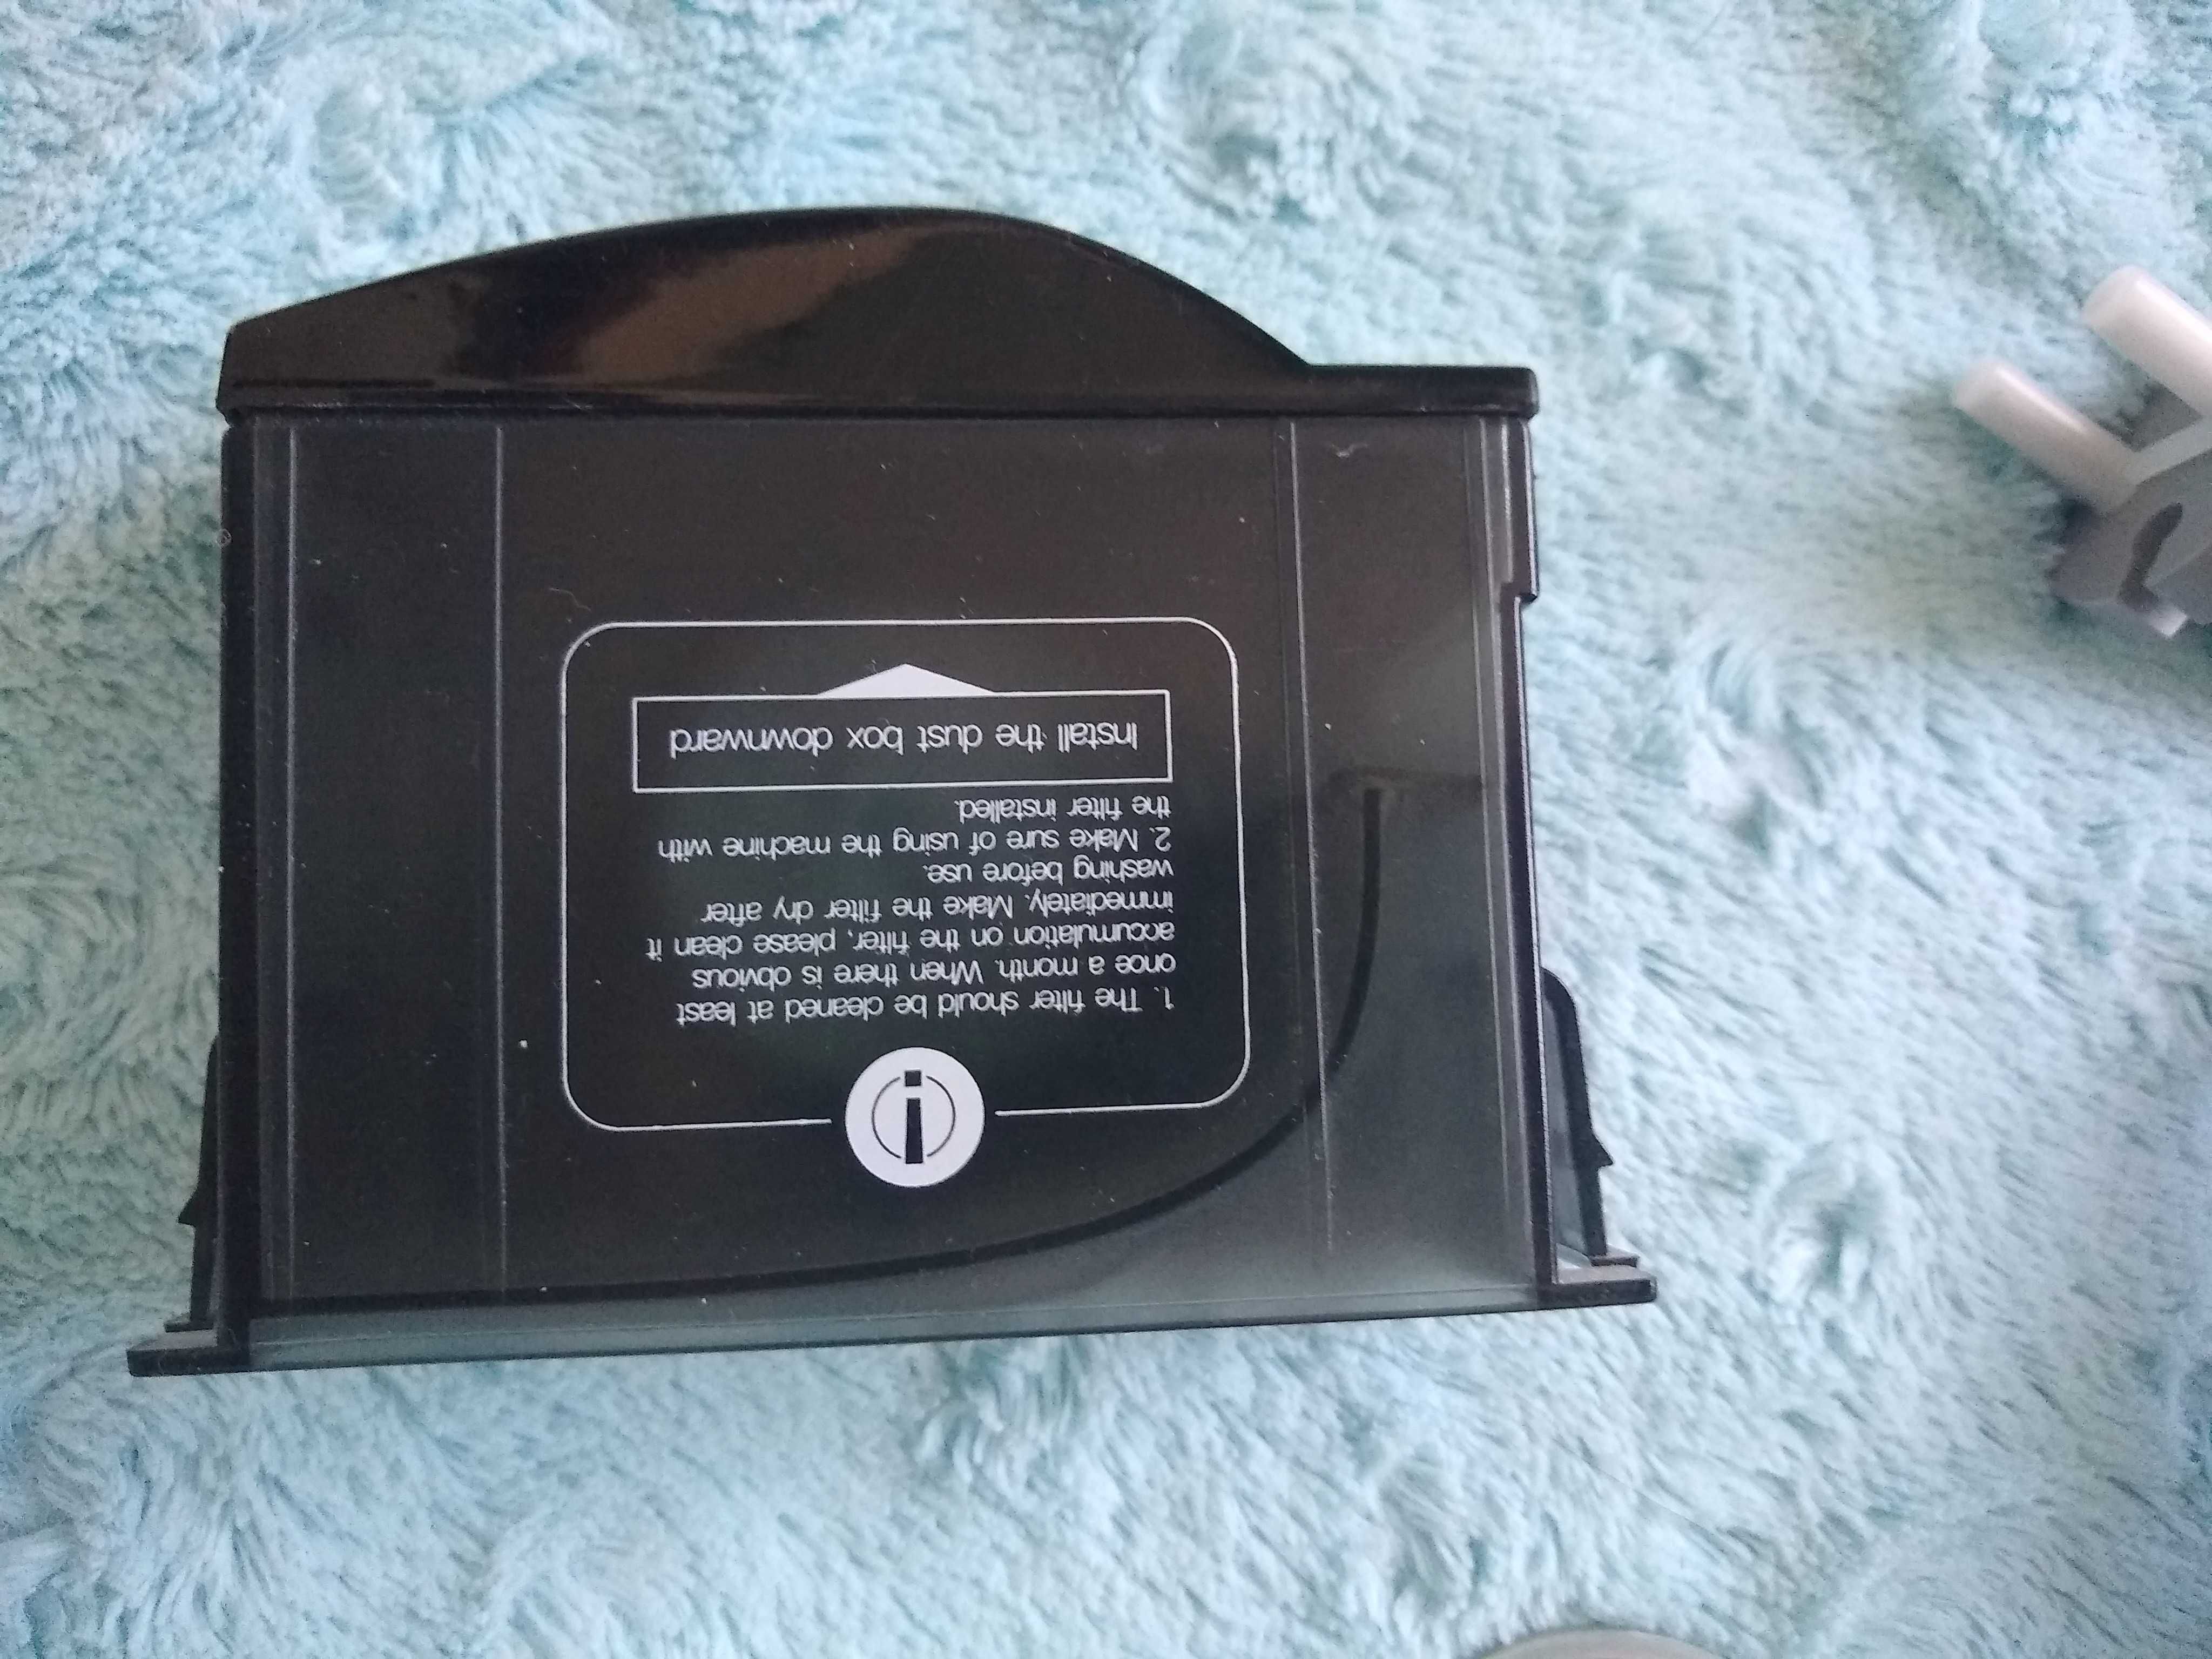 i
1. The filter should be cleaned at least
once a month. When there is obvious
accumulation on the filter, please clean it
immediately. Make the filter dry after
washing before use.
2. Make sure of using the machine with
the filter installed.
Install the dust box downward